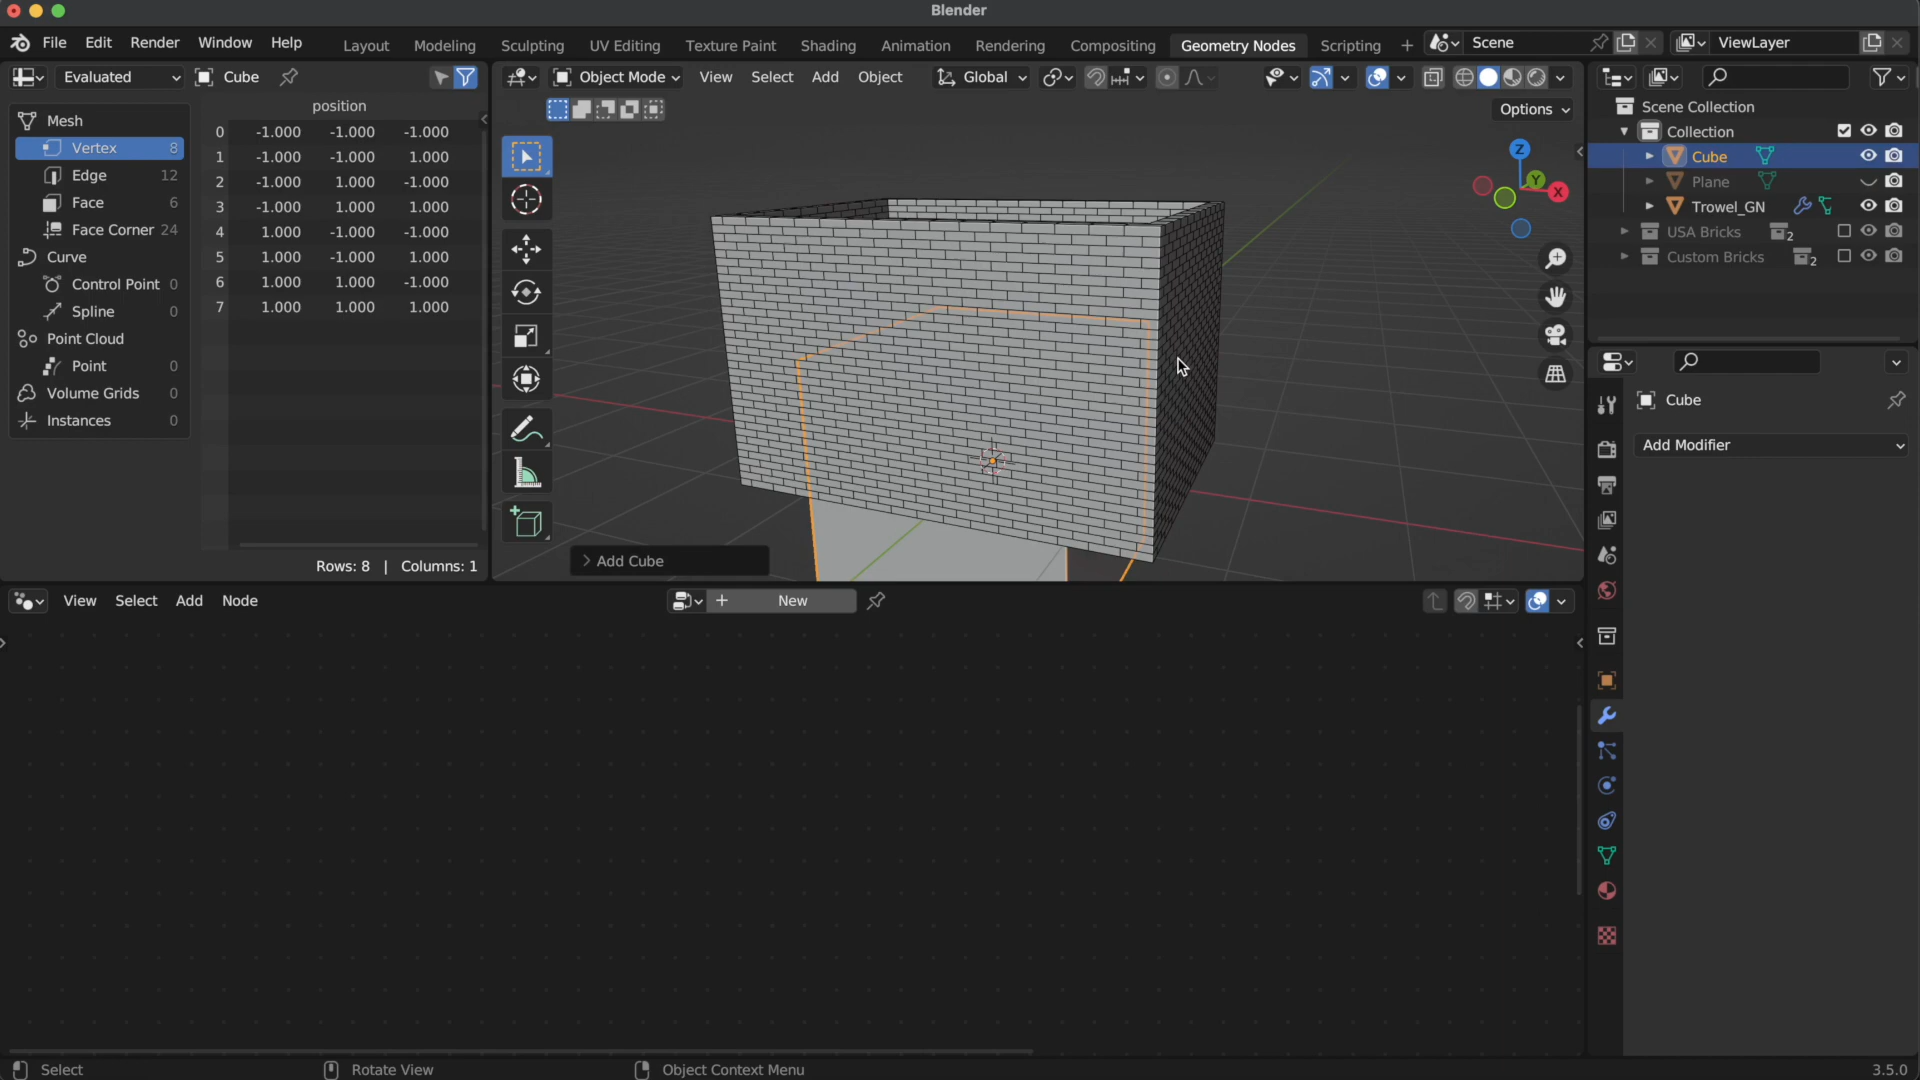 Blender
File Edit Render Window Help Layout Modeling Sculpting UV Editing Texture Paint Shading Animation Rendering Compositing Geometry Nodes Scripting + Scene ViewLayer
Evaluated Cube
Object Mode View Select Add Object Global
Options
position
Mesh
Vertex 8
Edge 12
Face 6
Face Corner 24
Curve
Control Point 0
Spline 0
Point Cloud
Point 0
Volume Grids 0
Instances 0
0 -1.000 -1.000 -1.000
1 -1.000 -1.000 1.000
2 -1.000 1.000 -1.000
3 -1.000 1.000 1.000
4 1.000 -1.000 -1.000
5 1.000 -1.000 1.000
6 1.000 1.000 -1.000
7 1.000 1.000 1.000
Rows: 8 | Columns: 1
Z
Y
X
> Add Cube
Scene Collection
Collection
Cube
Plane
Trowel_GN
USA Bricks 2
Custom Bricks 2
Cube
Add Modifier
View Select Add Node + New
Select Rotate View Object Context Menu 3.5.0